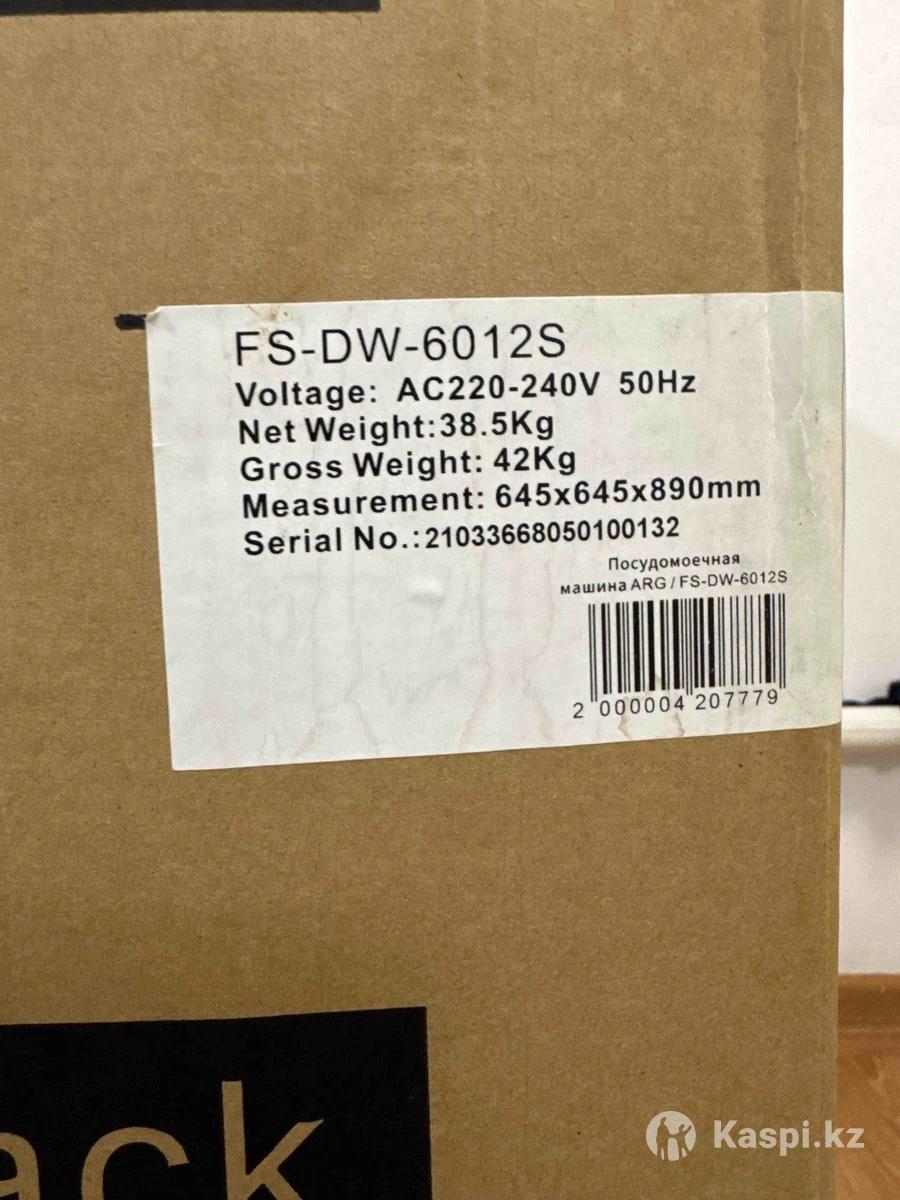 FS-DW-6012S
Voltage: AC220-240V 50Hz
Net Weight:38.5Kg
Gross Weight: 42Kg
Measurement: 645x645x890mm
Serial No.:21033668050100132
Посудомоечная
машина ARG / FS-DW-6012S
2 000004 207779
ack
Kaspi.kz